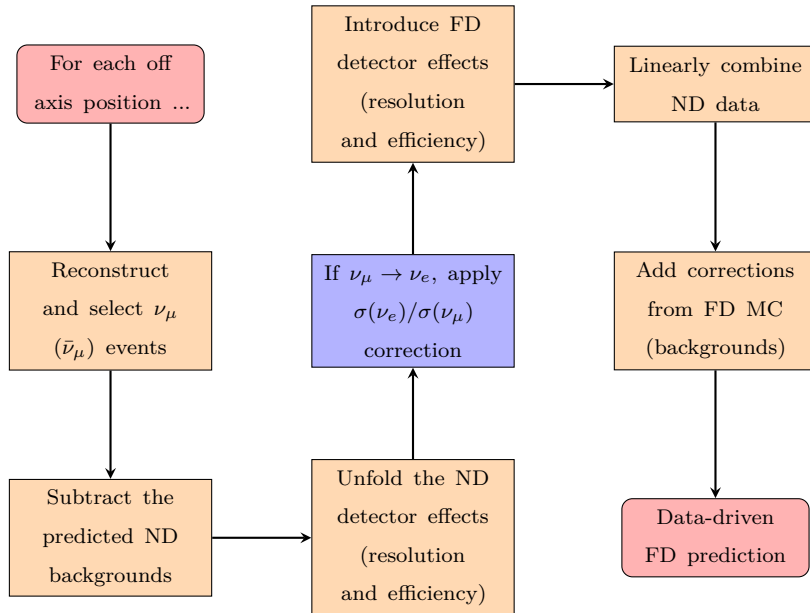 For each off
axis position ...
Reconstruct
and select νμ
(ν̄μ) events
Subtract the
predicted ND
backgrounds
Unfold the ND
detector effects
(resolution
and efficiency)
If νμ → νe, apply
σ(νe)/σ(νμ)
correction
Introduce FD
detector effects
(resolution
and efficiency)
Linearly combine
ND data
Add corrections
from FD MC
(backgrounds)
Data-driven
FD prediction